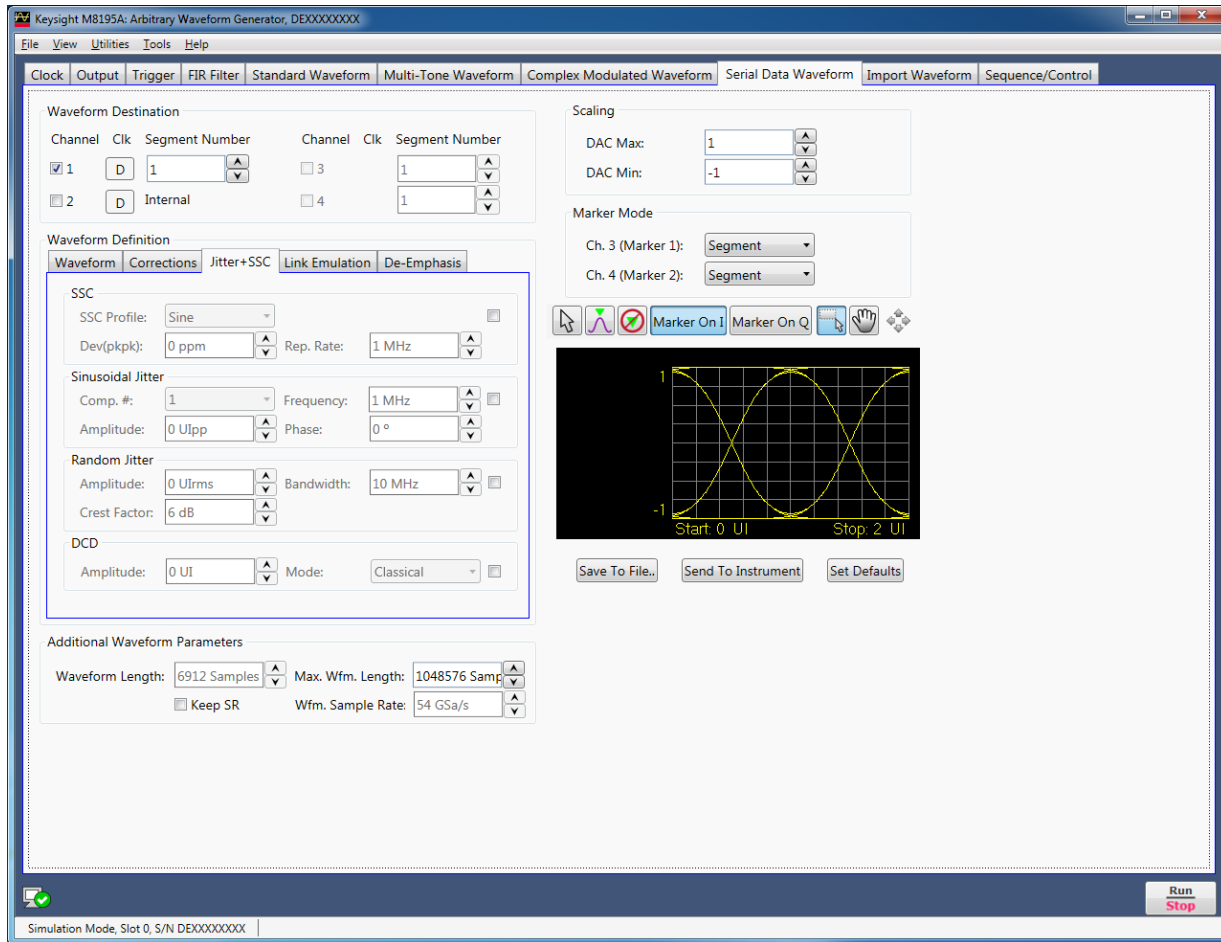 Keysight M8195A: Arbitrary Waveform Generator, DEXXXXXXXX
File View Utilities Tools Help
Clock Output Trigger FIR Filter Standard Waveform Multi-Tone Waveform Complex Modulated Waveform Serial Data Waveform Import Waveform Sequence/Control
Waveform Destination
Channel Clk Segment Number Channel Clk Segment Number
1 D 1 3 1
2 D Internal 4 1
Waveform Definition
Waveform Corrections Jitter+SSC Link Emulation De-Emphasis
SSC
SSC Profile: Sine
Dev(pkpk): 0 ppm Rep. Rate: 1 MHz
Sinusoidal Jitter
Comp. #: 1 Frequency: 1 MHz
Amplitude: 0 UIpp Phase: 0 º
Random Jitter
Amplitude: 0 UIrms Bandwidth: 10 MHz
Crest Factor: 6 dB
DCD
Amplitude: 0 UI Mode: Classical
Additional Waveform Parameters
Waveform Length: 6912 Samples Max. Wfm. Length: 1048576 Samp
Keep SR Wfm. Sample Rate: 54 GSa/s
Scaling
DAC Max: 1
DAC Min: -1
Marker Mode
Ch. 3 (Marker 1): Segment
Ch. 4 (Marker 2): Segment
Marker On I Marker On Q
1
-1
Start: 0 UI Stop: 2 UI
Save To File.. Send To Instrument Set Defaults
Run
Stop
Simulation Mode, Slot 0, S/N DEXXXXXXXX